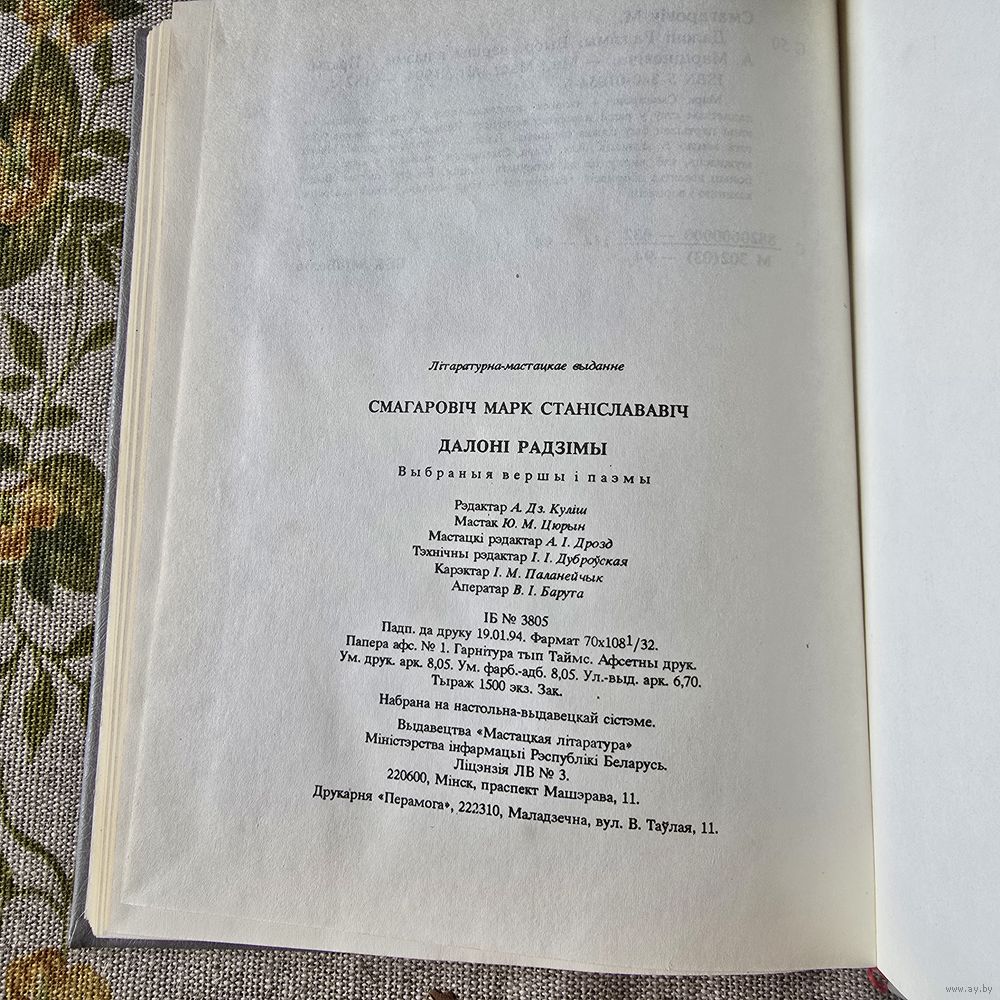 Літаратурна-мастацкае выданне
СМАГАРОВІЧ МАРК СТАНІСЛАВАВІЧ
ДАЛОНІ РАДЗІМЫ
Выбраныя вершы і паэмы
Рэдактар А. Дз. Куліш
Мастак Ю. М. Цюрын
Мастацкі рэдактар А. І. Дрозд
Тэхнічны рэдактар І. І. Дуброўская
Карэктар І. М. Паланейчык
Аператар В. І. Барута
ІБ № 3805
Падп. да друку 19.01.94. Фармат 70х108 1/32.
Папера афс. № 1. Гарнітура тып Таймс. Афсетны друк.
Ум. друк. арк. 8,05. Ум. фарб.-адб. 8,05. Ул.-выд. арк. 6,70.
Тыраж 1500 экз. Зак.
Набрана на настольна-выдавецкай сістэме.
Выдавецтва «Мастацкая літаратура»
Міністэрства інфармацыі Рэспублікі Беларусь.
Ліцэнзія ЛВ № 3.
220600, Мінск, праспект Машэрава, 11.
Друкарня «Перамога», 222310, Маладзечна, вул. В. Таўлая, 11.
www.ay.by